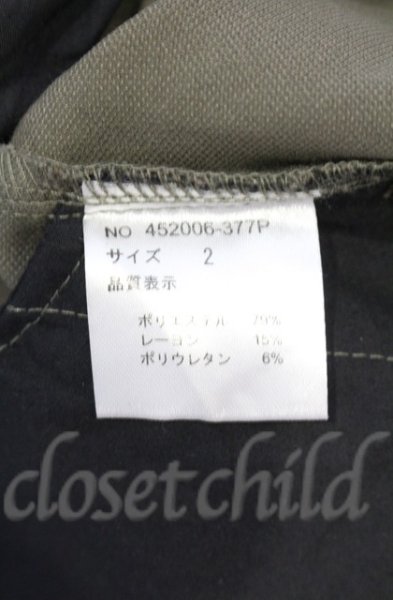 NO 452006-377P
サイズ 2
品質表示
ポリエステル 79%
レーヨン 15%
ポリウレタン 6%
closet child